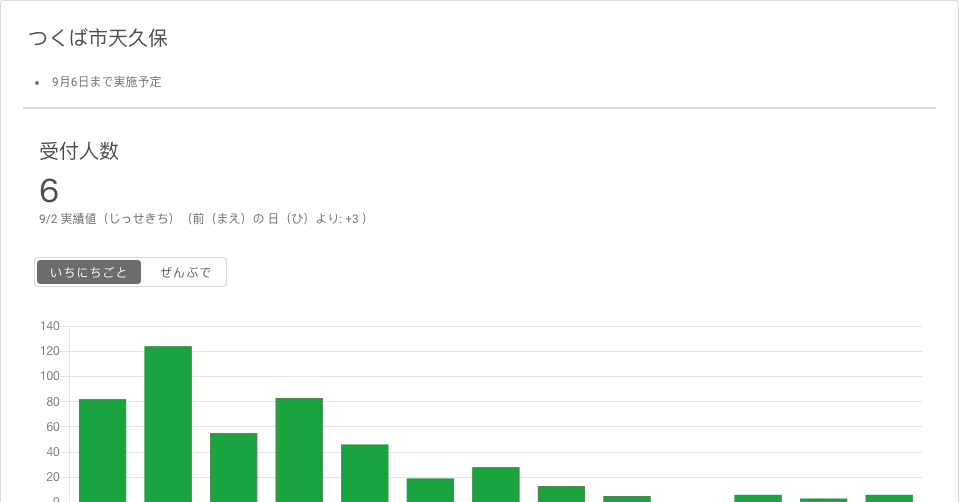 つくば市天久保
9月6日まで実施予定
受付人数
6
9/2 実績値（じっせきち）（前（まえ）の 日（ひ）より: +3 ）
いちにちごと ぜんぶで
140
120
100
80
60
40
20
0